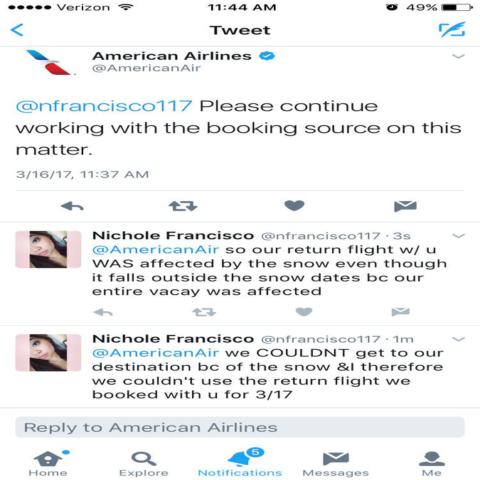 Verizon 11:44 AM 49%
Tweet
American Airlines
@AmericanAir
@nfrancisco117 Please continue
working with the booking source on this
matter.
3/16/17, 11:37 AM
Nichole Francisco @nfrancisco117 · 3s
@AmericanAir so our return flight w/ u
WAS affected by the snow even though
it falls outside the snow dates bc our
entire vacay was affected
Nichole Francisco @nfrancisco117 · 1m
@AmericanAir we COULDNT get to our
destination bc of the snow &I therefore
we couldn't use the return flight we
booked with u for 3/17
Reply to American Airlines
5
Home Explore Notifications Messages Me